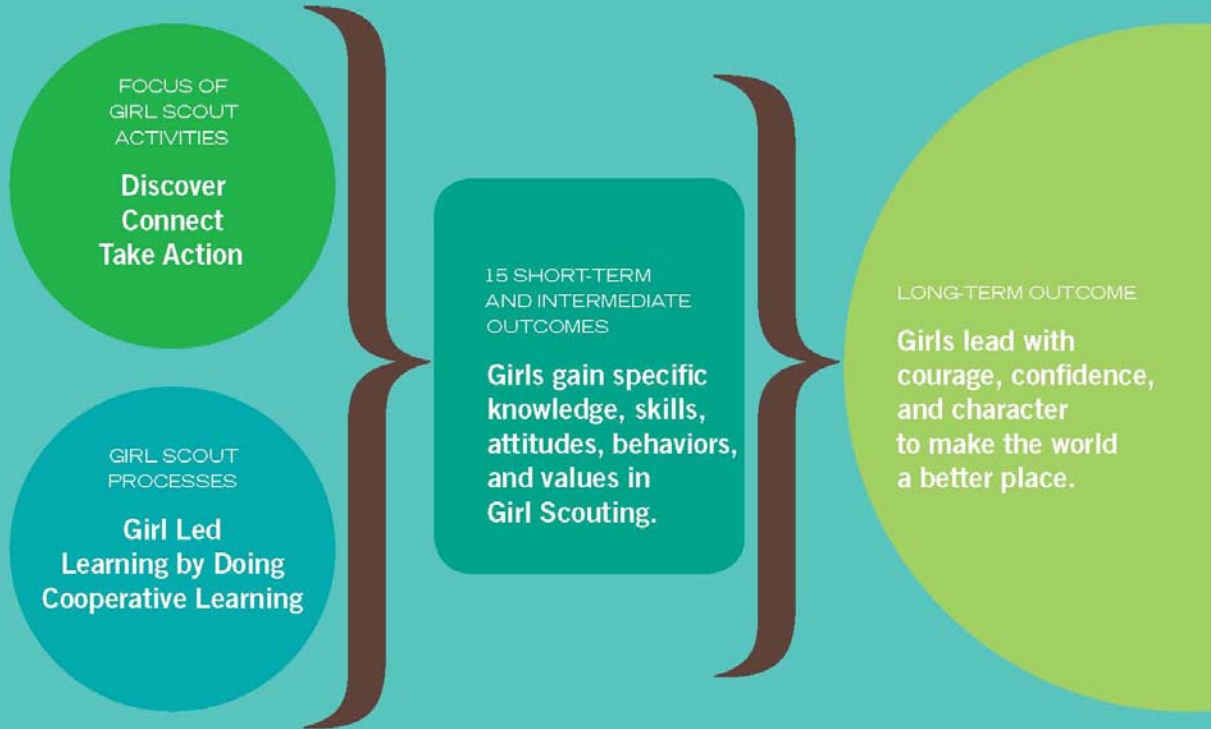 FOCUS OF
GIRL SCOUT
ACTIVITIES
Discover
Connect
Take Action
GIRL SCOUT
PROCESSES
Girl Led
Learning by Doing
Cooperative Learning
15 SHORT-TERM
AND INTERMEDIATE
OUTCOMES
Girls gain specific
knowledge, skills,
attitudes, behaviors,
and values in
Girl Scouting.
LONG-TERM OUTCOME
Girls lead with
courage, confidence,
and character
to make the world
a better place.